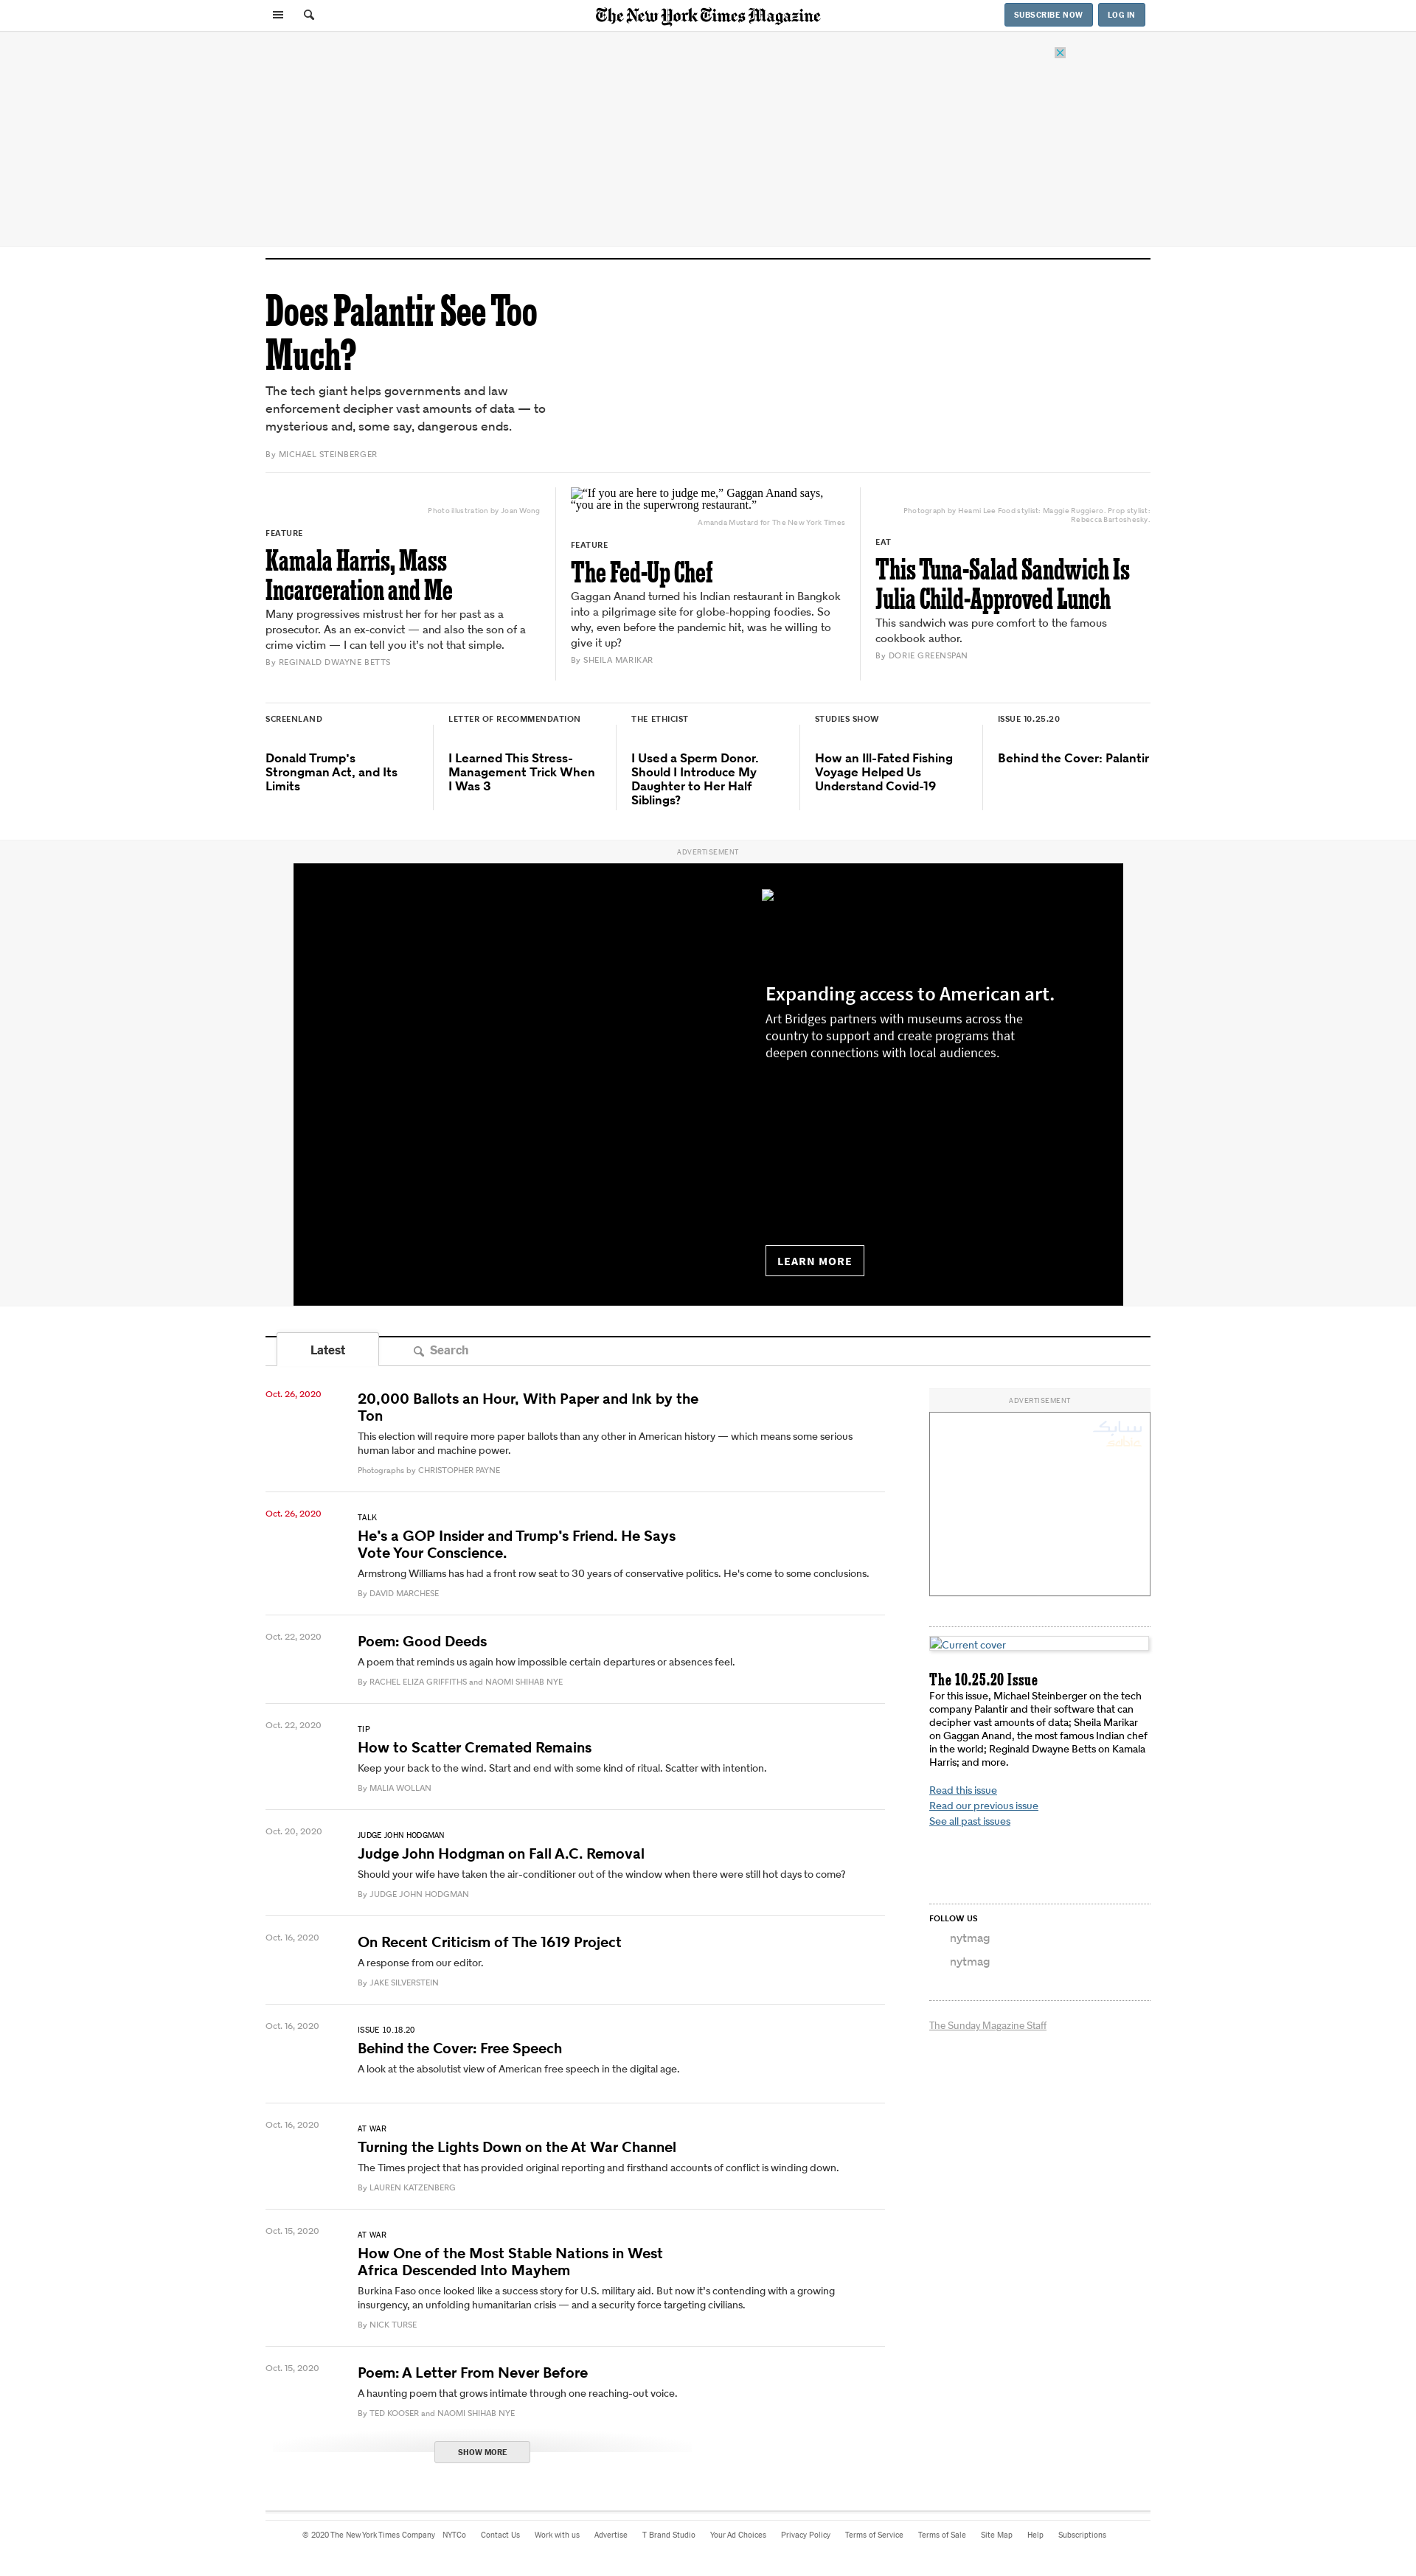 The New York Times Magazine
SUBSCRIBE NOW
LOG IN
Does Palantir See Too
Much?
The tech giant helps governments and law
enforcement decipher vast amounts of data — to
mysterious and, some say, dangerous ends.
By MICHAEL STEINBERGER
Photo illustration by Joan Wong
FEATURE
Kamala Harris, Mass
Incarceration and Me
Many progressives mistrust her for her past as a
prosecutor. As an ex-convict — and also the son of a
crime victim — I can tell you it’s not that simple.
By REGINALD DWAYNE BETTS
“If you are here to judge me,” Gaggan Anand says,
“you are in the superwrong restaurant.”
Amanda Mustard for The New York Times
FEATURE
The Fed-Up Chef
Gaggan Anand turned his Indian restaurant in Bangkok
into a pilgrimage site for globe-hopping foodies. So
why, even before the pandemic hit, was he willing to
give it up?
By SHEILA MARIKAR
Photograph by Heami Lee Food stylist: Maggie Ruggiero. Prop stylist:
Rebecca Bartoshesky.
EAT
This Tuna-Salad Sandwich Is
Julia Child-Approved Lunch
This sandwich was pure comfort to the famous
cookbook author.
By DORIE GREENSPAN
SCREENLAND
Donald Trump’s
Strongman Act, and Its
Limits
LETTER OF RECOMMENDATION
I Learned This Stress-
Management Trick When
I Was 3
THE ETHICIST
I Used a Sperm Donor.
Should I Introduce My
Daughter to Her Half
Siblings?
STUDIES SHOW
How an Ill-Fated Fishing
Voyage Helped Us
Understand Covid-19
ISSUE 10.25.20
Behind the Cover: Palantir
ADVERTISEMENT
Expanding access to American art.
Art Bridges partners with museums across the
country to support and create programs that
deepen connections with local audiences.
LEARN MORE
Latest
Search
Oct. 26, 2020
20,000 Ballots an Hour, With Paper and Ink by the
Ton
This election will require more paper ballots than any other in American history — which means some serious
human labor and machine power.
Photographs by CHRISTOPHER PAYNE
Oct. 26, 2020
TALK
He’s a GOP Insider and Trump’s Friend. He Says
Vote Your Conscience.
Armstrong Williams has had a front row seat to 30 years of conservative politics. He’s come to some conclusions.
By DAVID MARCHESE
Oct. 22, 2020
Poem: Good Deeds
A poem that reminds us again how impossible certain departures or absences feel.
By RACHEL ELIZA GRIFFITHS and NAOMI SHIHAB NYE
Oct. 22, 2020
TIP
How to Scatter Cremated Remains
Keep your back to the wind. Start and end with some kind of ritual. Scatter with intention.
By MALIA WOLLAN
Oct. 20, 2020
JUDGE JOHN HODGMAN
Judge John Hodgman on Fall A.C. Removal
Should your wife have taken the air-conditioner out of the window when there were still hot days to come?
By JUDGE JOHN HODGMAN
Oct. 16, 2020
On Recent Criticism of The 1619 Project
A response from our editor.
By JAKE SILVERSTEIN
Oct. 16, 2020
ISSUE 10.18.20
Behind the Cover: Free Speech
A look at the absolutist view of American free speech in the digital age.
Oct. 16, 2020
AT WAR
Turning the Lights Down on the At War Channel
The Times project that has provided original reporting and firsthand accounts of conflict is winding down.
By LAUREN KATZENBERG
Oct. 15, 2020
AT WAR
How One of the Most Stable Nations in West
Africa Descended Into Mayhem
Burkina Faso once looked like a success story for U.S. military aid. But now it’s contending with a growing
insurgency, an unfolding humanitarian crisis — and a security force targeting civilians.
By NICK TURSE
Oct. 15, 2020
Poem: A Letter From Never Before
A haunting poem that grows intimate through one reaching-out voice.
By TED KOOSER and NAOMI SHIHAB NYE
SHOW MORE
ADVERTISEMENT
سابك
Current cover
The 10.25.20 Issue
For this issue, Michael Steinberger on the tech
company Palantir and their software that can
decipher vast amounts of data; Sheila Marikar
on Gaggan Anand, the most famous Indian chef
in the world; Reginald Dwayne Betts on Kamala
Harris; and more.
Read this issue
Read our previous issue
See all past issues
FOLLOW US
nytmag
nytmag
The Sunday Magazine Staff
© 2020 The New York Times Company NYTCo Contact Us Work with us Advertise T Brand Studio Your Ad Choices Privacy Policy Terms of Service Terms of Sale Site Map Help Subscriptions